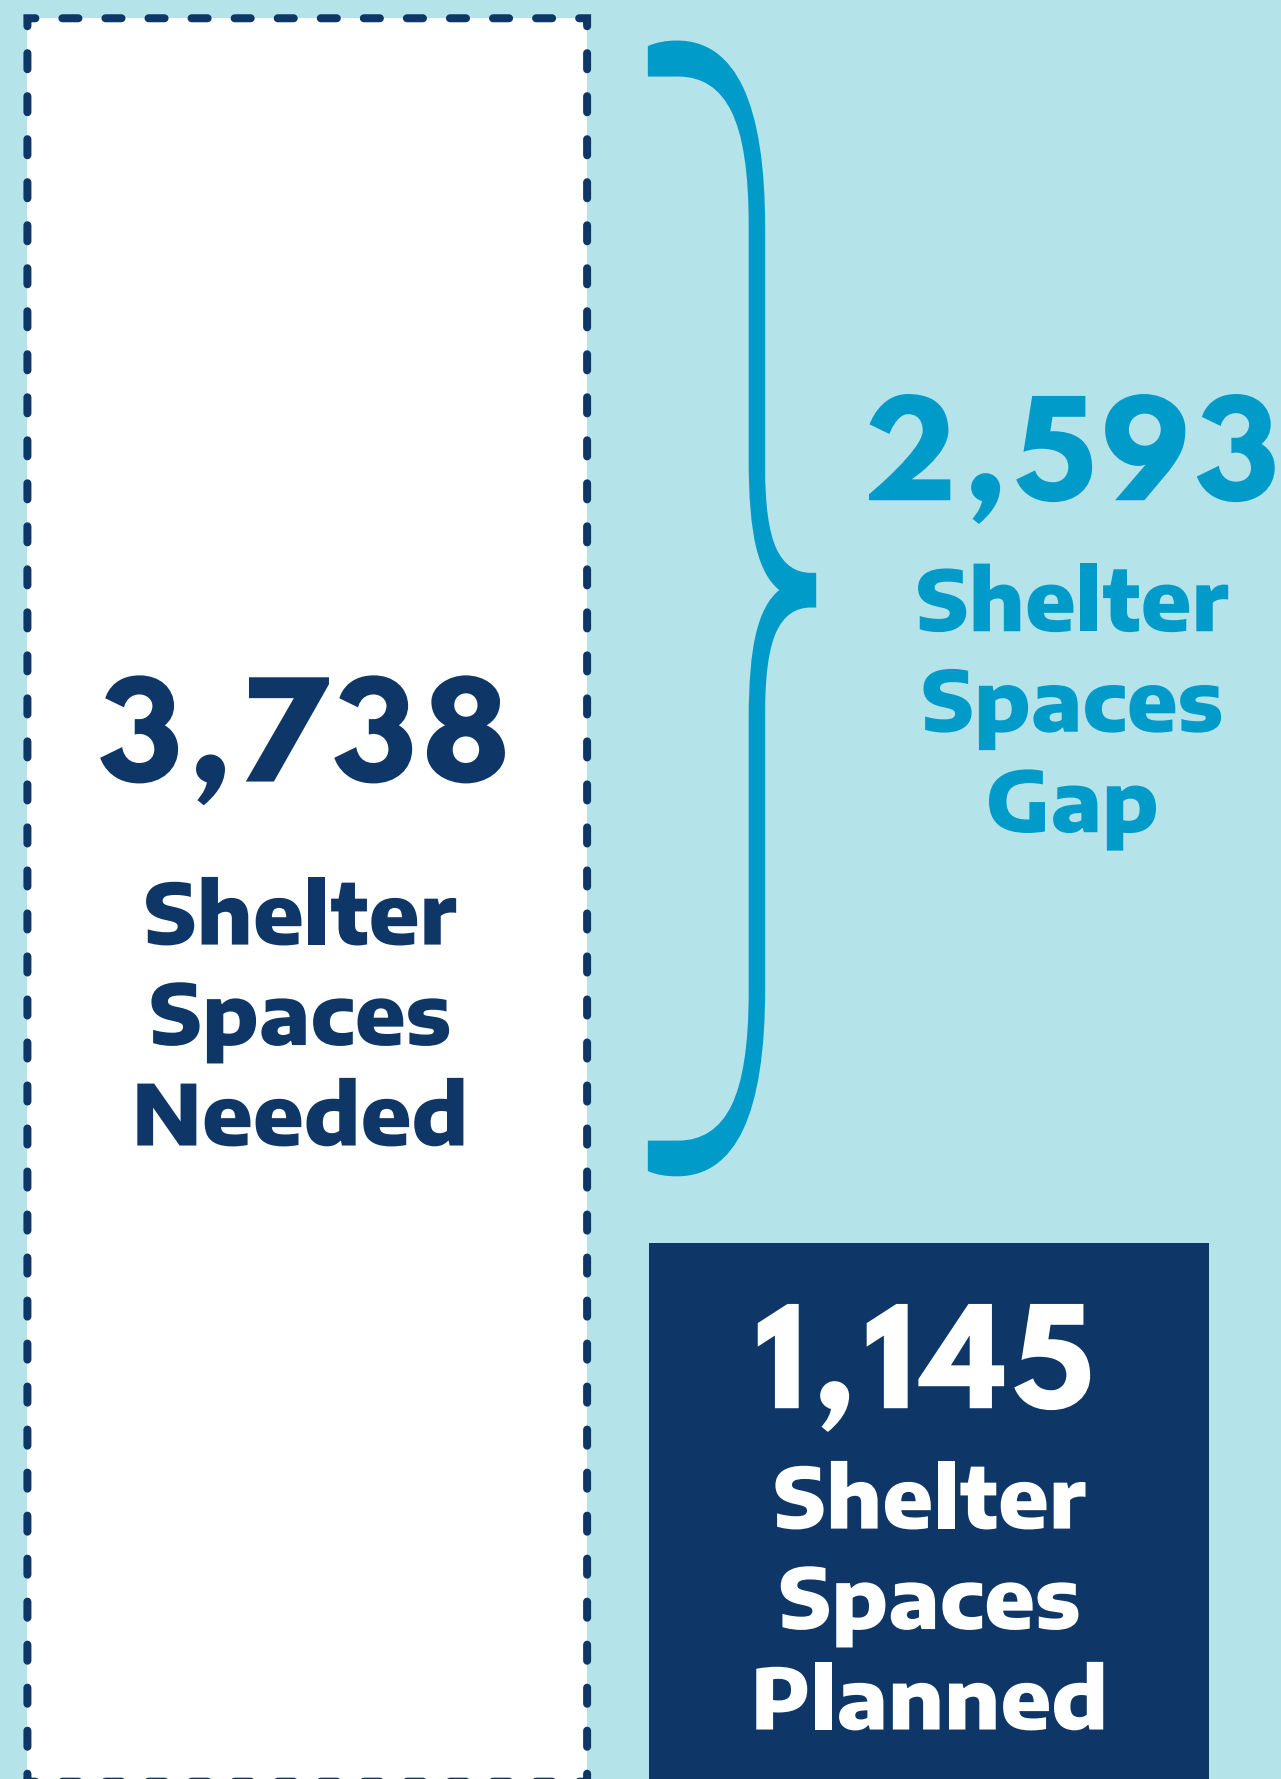 3,738
Shelter
Spaces
Needed
2,593
Shelter
Spaces
Gap
1,145
Shelter
Spaces
Planned